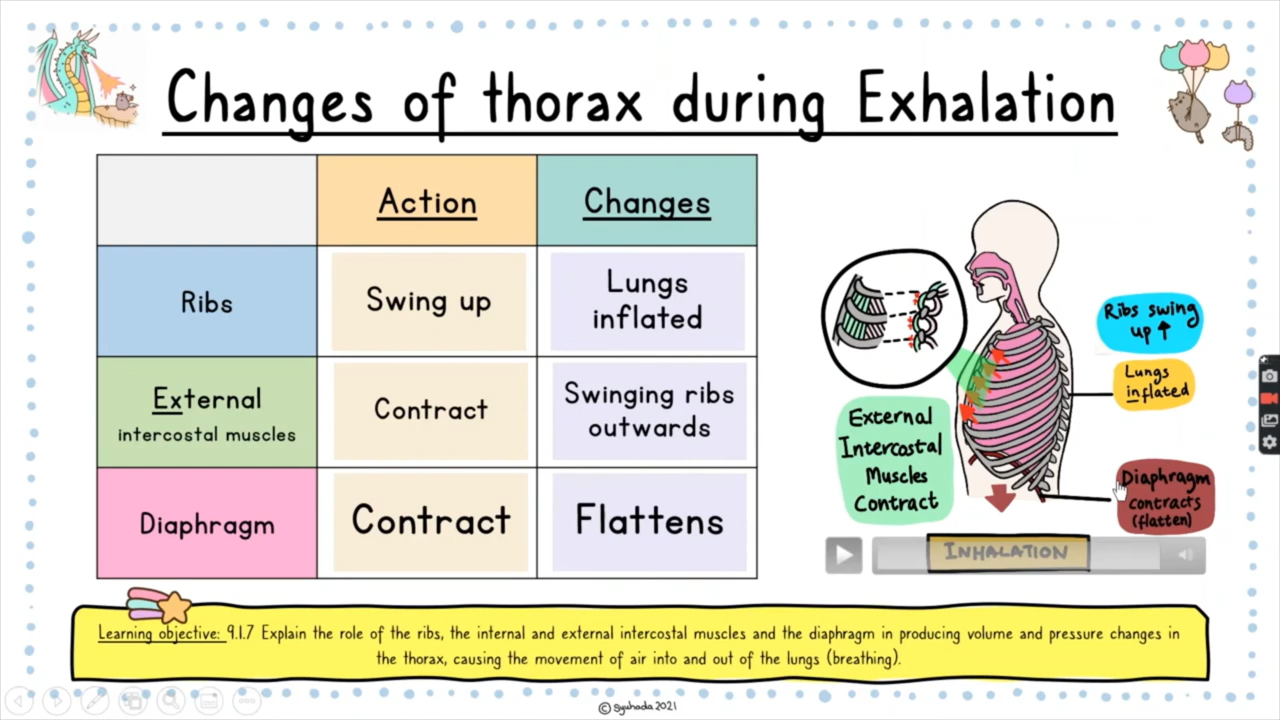 Changes of thorax during Exhalation
Action
Changes
Ribs
Swing up
Lungs
inflated
External
intercostal muscles
Contract
Swinging ribs
outwards
Diaphragm
Contract
Flattens
Ribs swing
up ↑
Lungs
inflated
External
Intercostal
Muscles
Contract
Diaphragm
contracts
(flatten)
INHALATION
Learning objective: 9.1.7 Explain the role of the ribs, the internal and external intercostal muscles and the diaphragm in producing volume and pressure changes in
the thorax, causing the movement of air into and out of the lungs (breathing).
© Syuhada 2021